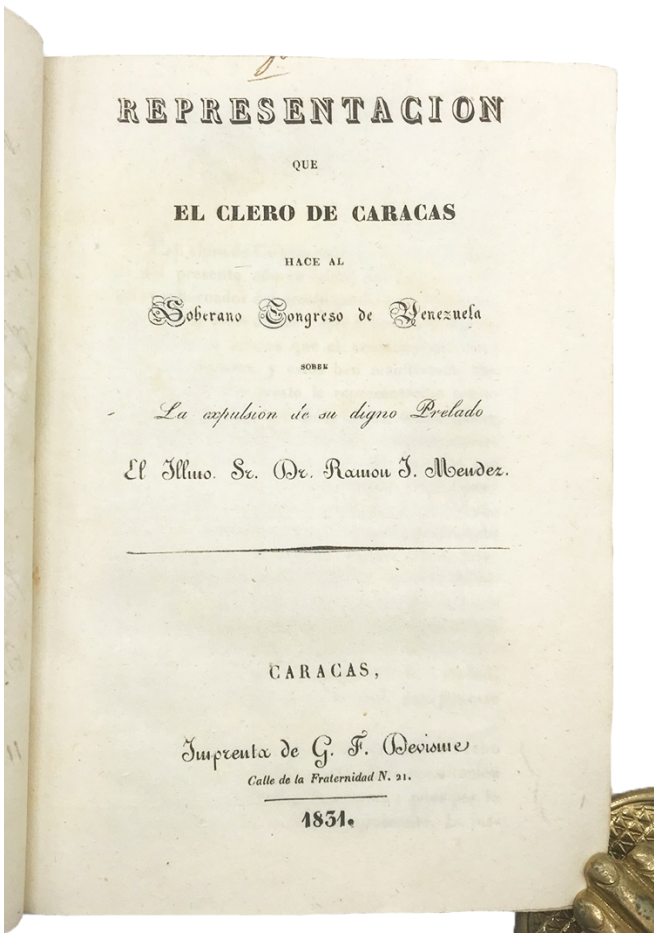 REPRESENTACION
QUE
EL CLERO DE CARACAS
HACE AL
Soberano Congreso de Venezuela
SOBRE
La expulsion de su digno Prelado
El Illmo. Sr. Dr. Ramon I. Mendez.
CARACAS,
Imprenta de G. F. Devisme
Calle de la Fraternidad N. 21.
1831.